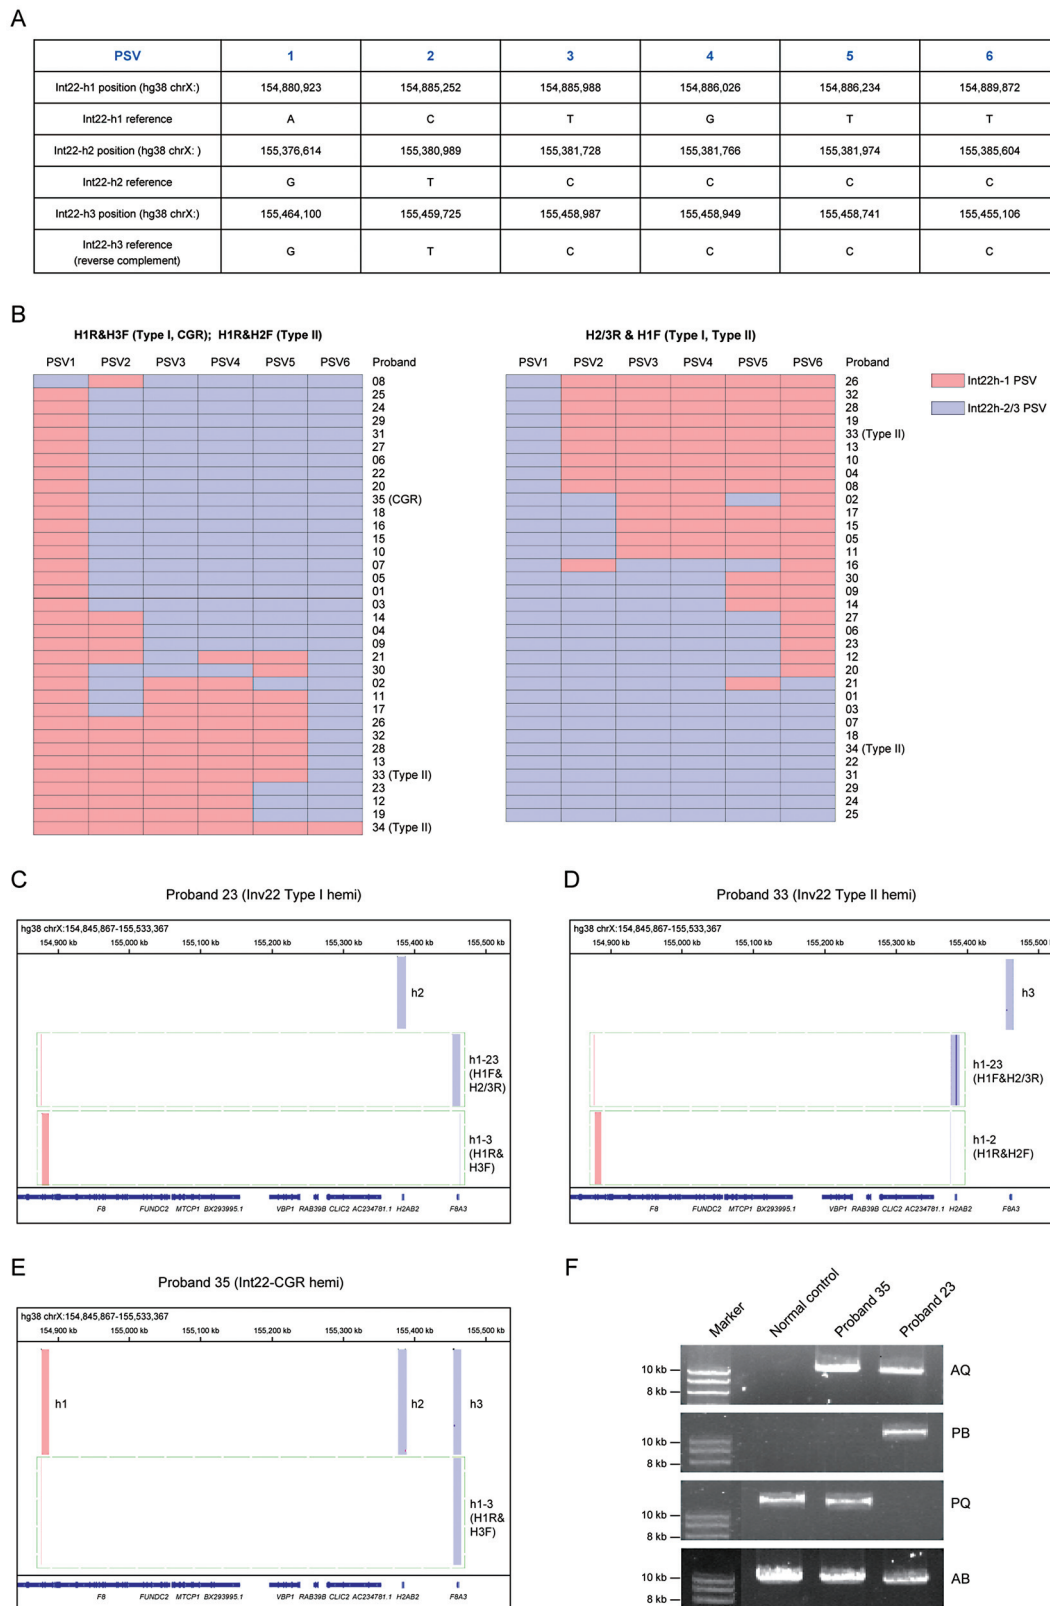 A
PSV 1 2 3 4 5 6
Int22-h1 position (hg38 chrX:) 154,880,923 154,885,252 154,885,988 154,886,026 154,886,234 154,889,872
Int22-h1 reference A C T G T T
Int22-h2 position (hg38 chrX: ) 155,376,614 155,380,989 155,381,728 155,381,766 155,381,974 155,385,604
Int22-h2 reference G T C C C C
Int22-h3 position (hg38 chrX:) 155,464,100 155,459,725 155,458,987 155,458,949 155,458,741 155,455,106
Int22-h3 reference
(reverse complement) G T C C C C
B
H1R&H3F (Type I, CGR); H1R&H2F (Type II)
PSV1 PSV2 PSV3 PSV4 PSV5 PSV6 Proband
08
25
24
29
31
27
06
22
20
35 (CGR)
18
16
15
10
07
05
01
03
14
04
09
21
30
02
11
17
26
32
28
13
33 (Type II)
23
12
19
34 (Type II)
H2/3R & H1F (Type I, Type II)
PSV1 PSV2 PSV3 PSV4 PSV5 PSV6 Proband
26
32
28
19
33 (Type II)
13
10
04
08
02
17
15
05
11
16
30
09
14
27
06
23
12
20
21
01
03
07
18
34 (Type II)
22
31
29
24
25
Int22h-1 PSV
Int22h-2/3 PSV
C
Proband 23 (Inv22 Type I hemi)
hg38 chrX:154,845,867-155,533,367
154,900 kb 155,000 kb 155,100 kb 155,200 kb 155,300 kb 155,400 kb 155,500 kb
h2
h1-23
(H1F&
H2/3R)
h1-3
(H1R&
H3F)
F8 FUNDC2 MTCP1 BX293995.1 VBP1 RAB39B CLIC2 AC234781.1 H2AB2 F8A3
D
Proband 33 (Inv22 Type II hemi)
hg38 chrX:154,845,867-155,533,367
154,900 kb 155,000 kb 155,100 kb 155,200 kb 155,300 kb 155,400 kb 155,500 k
h3
h1-23
(H1F&H2/3R)
h1-2
(H1R&H2F)
F8 FUNDC2 MTCP1 BX293995.1 VBP1 RAB39B CLIC2 AC234781.1 H2AB2 F8A3
E
Proband 35 (Int22-CGR hemi)
hg38 chrX:154,845,867-155,533,367
154,900 kb 155,000 kb 155,100 kb 155,200 kb 155,300 kb 155,400 kb 155,500 kb
h1 h2 h3
h1-3
(H1R&
H3F)
F8 FUNDC2 MTCP1 BX293995.1 VBP1 RAB39B CLIC2 AC234781.1 H2AB2 F8A3
F
Marker Normal control Proband 35 Proband 23
10 kb
8 kb
AQ
10 kb
8 kb
PB
10 kb
8 kb
PQ
10 kb
8 kb
AB